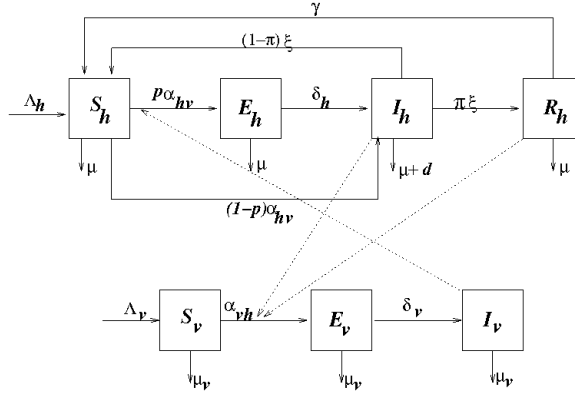 γ
(1−π) ξ
Λh Sh pαhv Eh δh Ih πξ Rh
μ μ μ+d μ
(1−p)αhv
Λv Sv αvh Ev δv Iv
μv μv μv